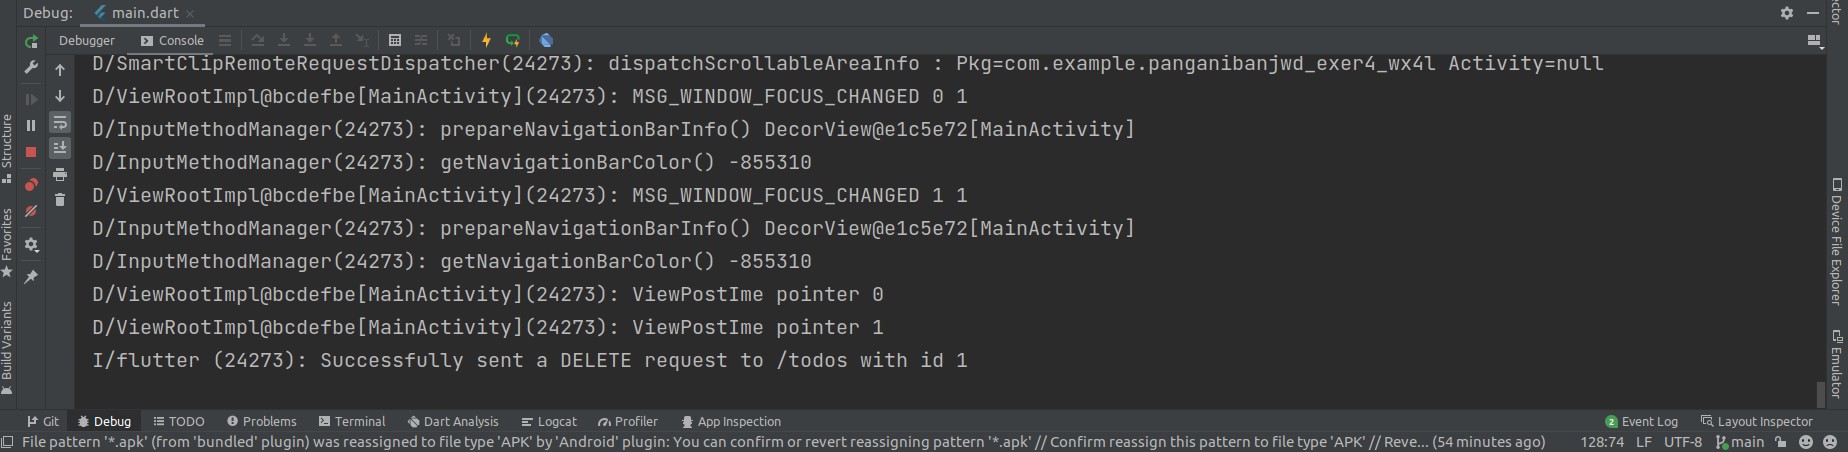 Debug: main.dart
Debugger Console
D/SmartClipRemoteRequestDispatcher(24273): dispatchScrollableAreaInfo : Pkg=com.example.panganibanjwd_exer4_wx4l Activity=null
D/ViewRootImpl@bcdefbe[MainActivity](24273): MSG_WINDOW_FOCUS_CHANGED 0 1
D/InputMethodManager(24273): prepareNavigationBarInfo() DecorView@e1c5e72[MainActivity]
D/InputMethodManager(24273): getNavigationBarColor() -855310
D/ViewRootImpl@bcdefbe[MainActivity](24273): MSG_WINDOW_FOCUS_CHANGED 1 1
D/InputMethodManager(24273): prepareNavigationBarInfo() DecorView@e1c5e72[MainActivity]
D/InputMethodManager(24273): getNavigationBarColor() -855310
D/ViewRootImpl@bcdefbe[MainActivity](24273): ViewPostIme pointer 0
D/ViewRootImpl@bcdefbe[MainActivity](24273): ViewPostIme pointer 1
I/flutter (24273): Successfully sent a DELETE request to /todos with id 1
Structure
Favorites
Build Variants
Device File Explorer
Emulator
Git Debug TODO Problems Terminal Dart Analysis Logcat Profiler App Inspection 2 Event Log Layout Inspector
File pattern '*.apk' (from 'bundled' plugin) was reassigned to file type 'APK' by 'Android' plugin: You can confirm or revert reassigning pattern '*.apk' // Confirm reassign this pattern to file type 'APK' // Reve... (54 minutes ago) 128:74 LF UTF-8 main